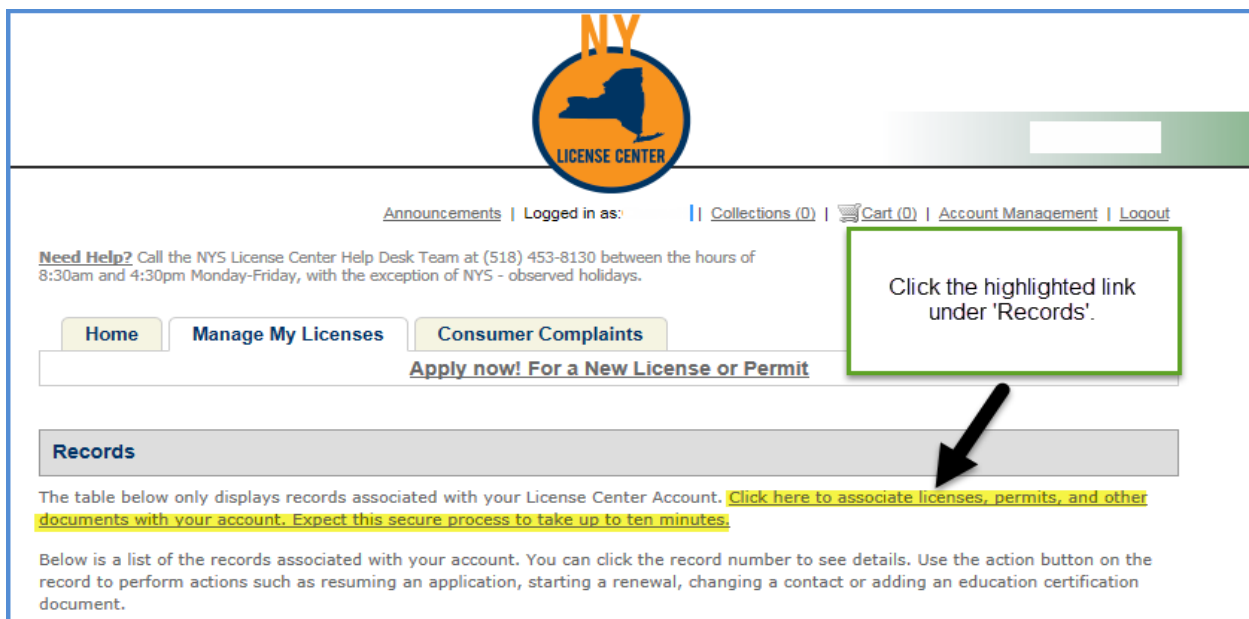 NY
LICENSE CENTER
Announcements | Logged in as: | Collections (0) | Cart (0) | Account Management | Logout
Need Help? Call the NYS License Center Help Desk Team at (518) 453-8130 between the hours of
8:30am and 4:30pm Monday-Friday, with the exception of NYS - observed holidays.
Click the highlighted link
under 'Records'.
Home Manage My Licenses Consumer Complaints
Apply now! For a New License or Permit
Records
The table below only displays records associated with your License Center Account. Click here to associate licenses, permits, and other
documents with your account. Expect this secure process to take up to ten minutes.
Below is a list of the records associated with your account. You can click the record number to see details. Use the action button on the
record to perform actions such as resuming an application, starting a renewal, changing a contact or adding an education certification
document.